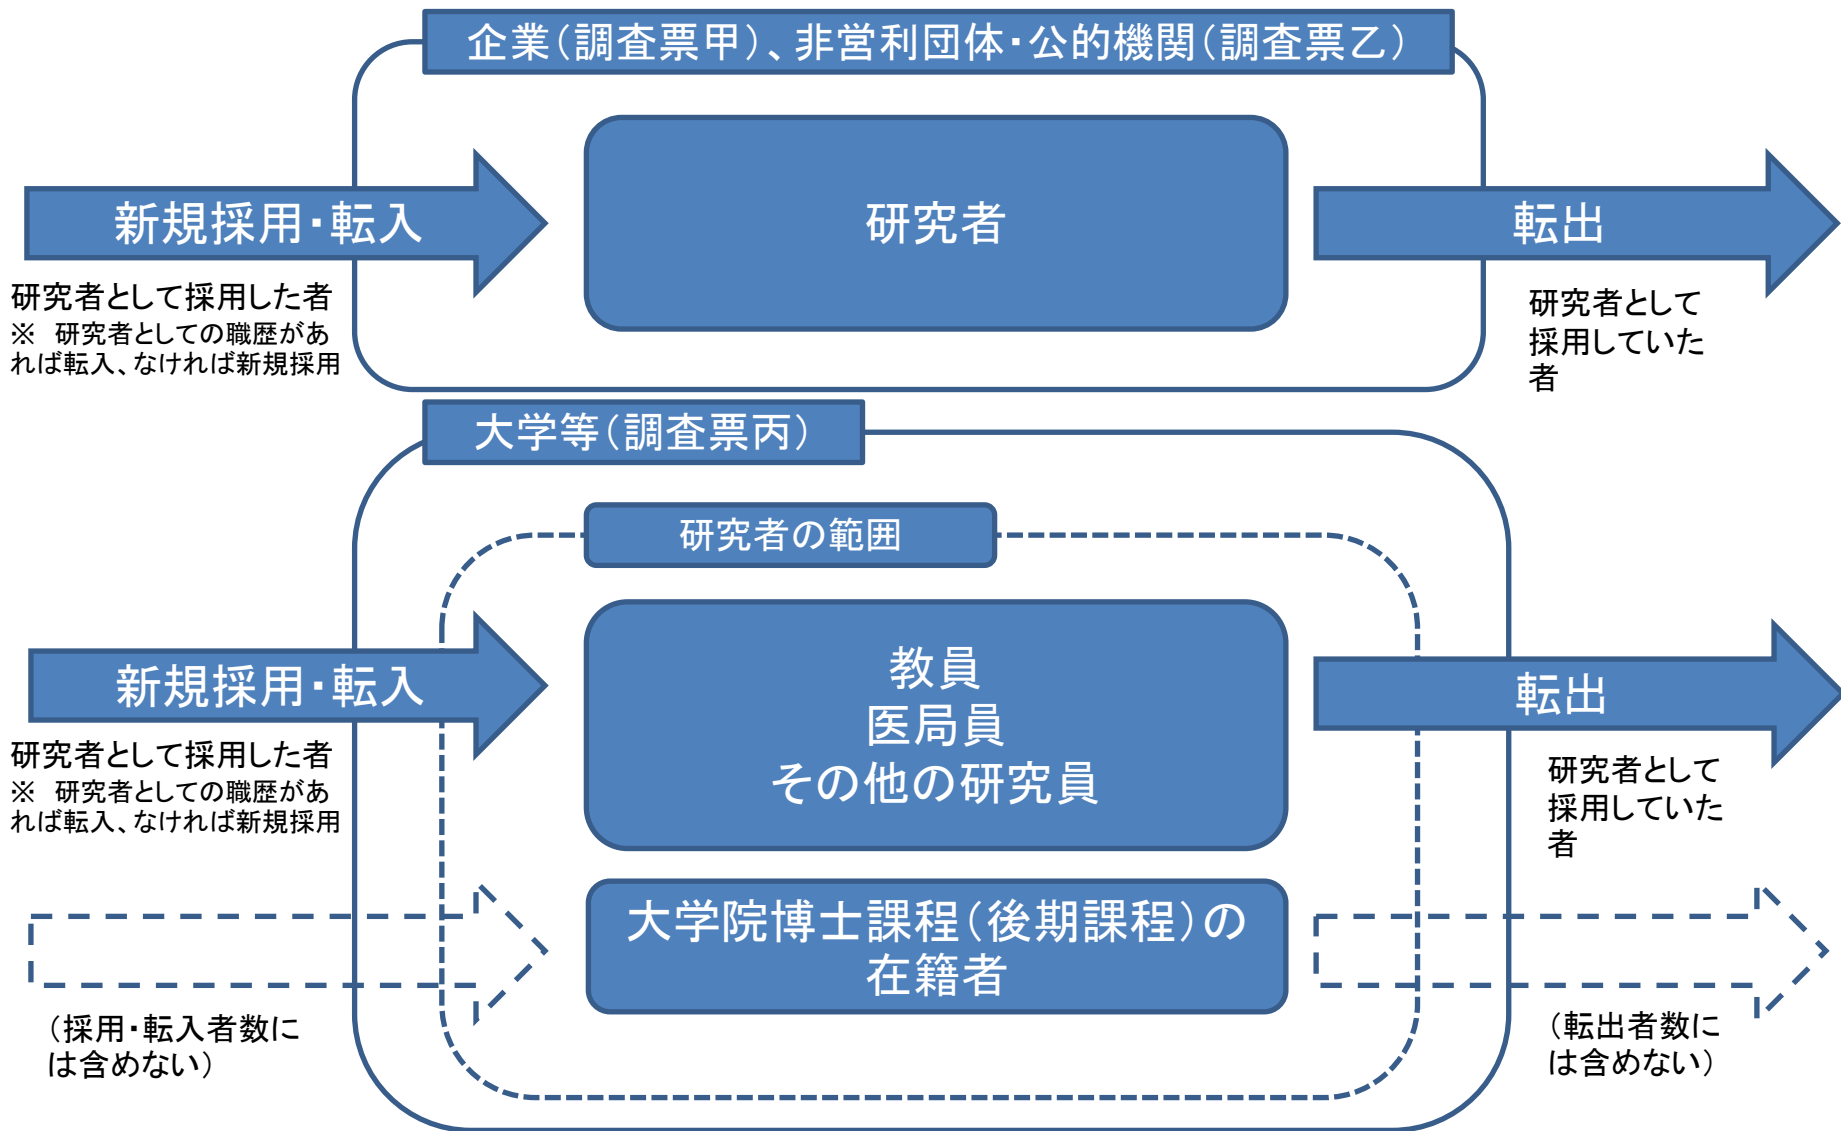 企業（調査票甲）、非営利団体・公的機関（調査票乙）
新規採用・転入
研究者
転出
研究者として採用した者
※　研究者としての職歴があ
れば転入、なければ新規採用
研究者として
採用していた
者
大学等（調査票丙）
研究者の範囲
新規採用・転入
教員
医局員
その他の研究員
転出
研究者として採用した者
※　研究者としての職歴があ
れば転入、なければ新規採用
研究者として
採用していた
者
大学院博士課程（後期課程）の
在籍者
（採用・転入者数に
は含めない）
（転出者数に
は含めない）